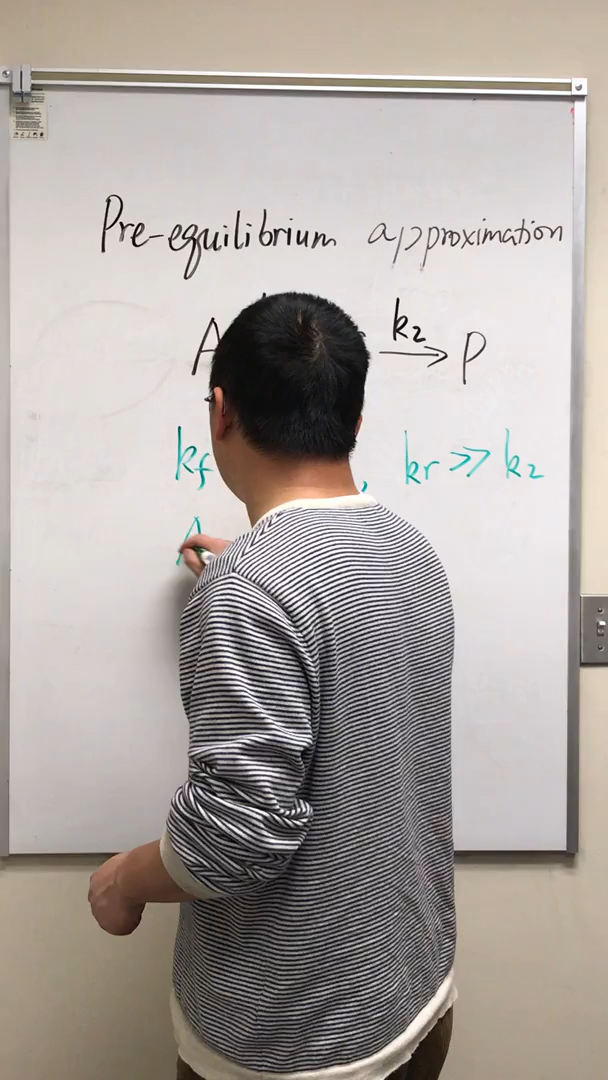 Pre-equilibrium approximation
A k2 → P
kf , kr >> k2
A